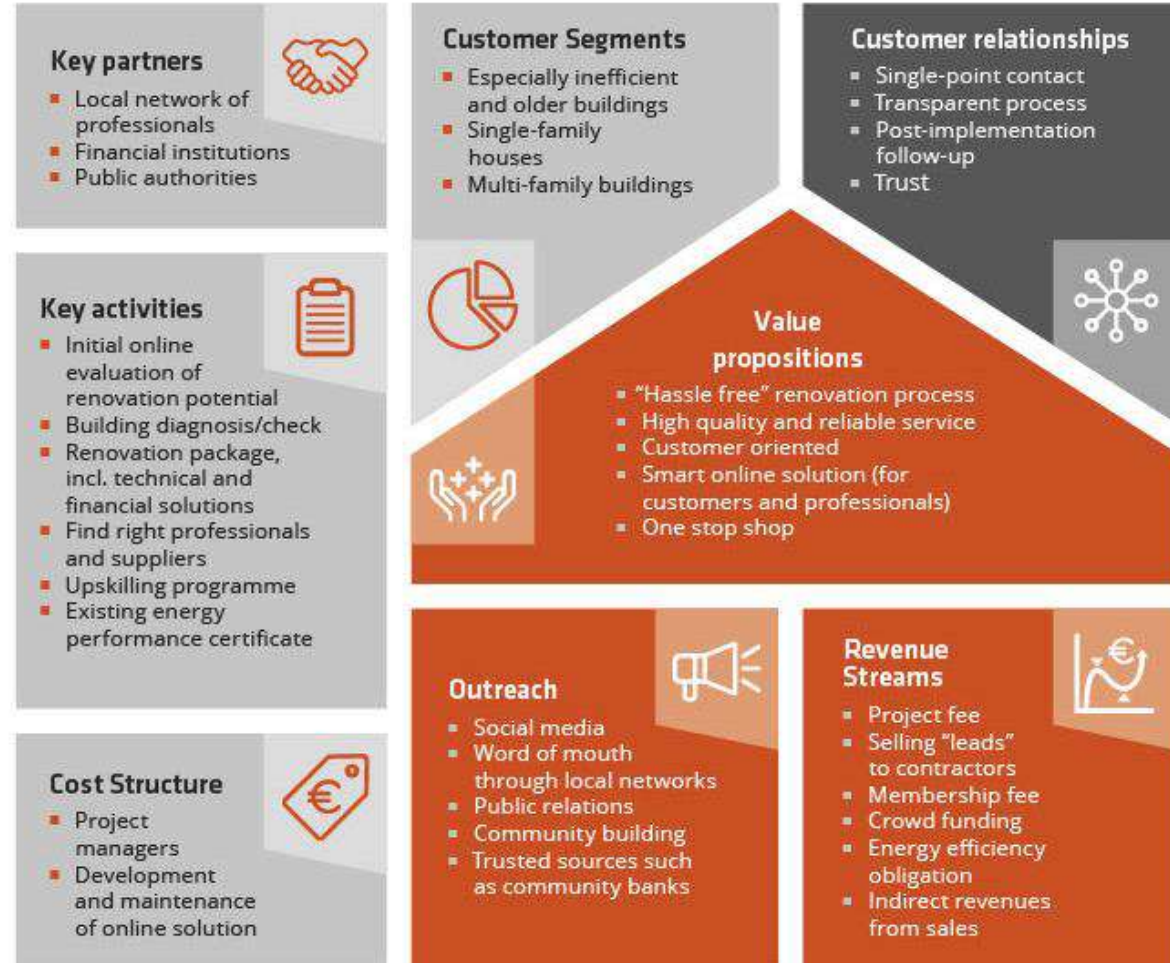 Key partners
Local network of
professionals
Financial institutions
Public authorities
Key activities
Initial online
evaluation of
renovation potential
Building diagnosis/check
Renovation package,
incl. technical and
financial solutions
Find right professionals
and suppliers
Upskilling programme
Existing energy
performance certificate
Cost Structure
€
Project
managers
Development
and maintenance
of online solution
Customer Segments
Especially inefficient
and older buildings
Single-family
houses
Multi-family buildings
Customer relationships
Single-point contact
Transparent process
Post-implementation
follow-up
Trust
Value
propositions
“Hassle free” renovation process
High quality and reliable service
Customer oriented
Smart online solution (for
customers and professionals)
One stop shop
Outreach
Social media
Word of mouth
through local networks
Public relations
Community building
Trusted sources such
as community banks
Revenue
Streams
€
Project fee
Selling “leads”
to contractors
Membership fee
Crowd funding
Energy efficiency
obligation
Indirect revenues
from sales